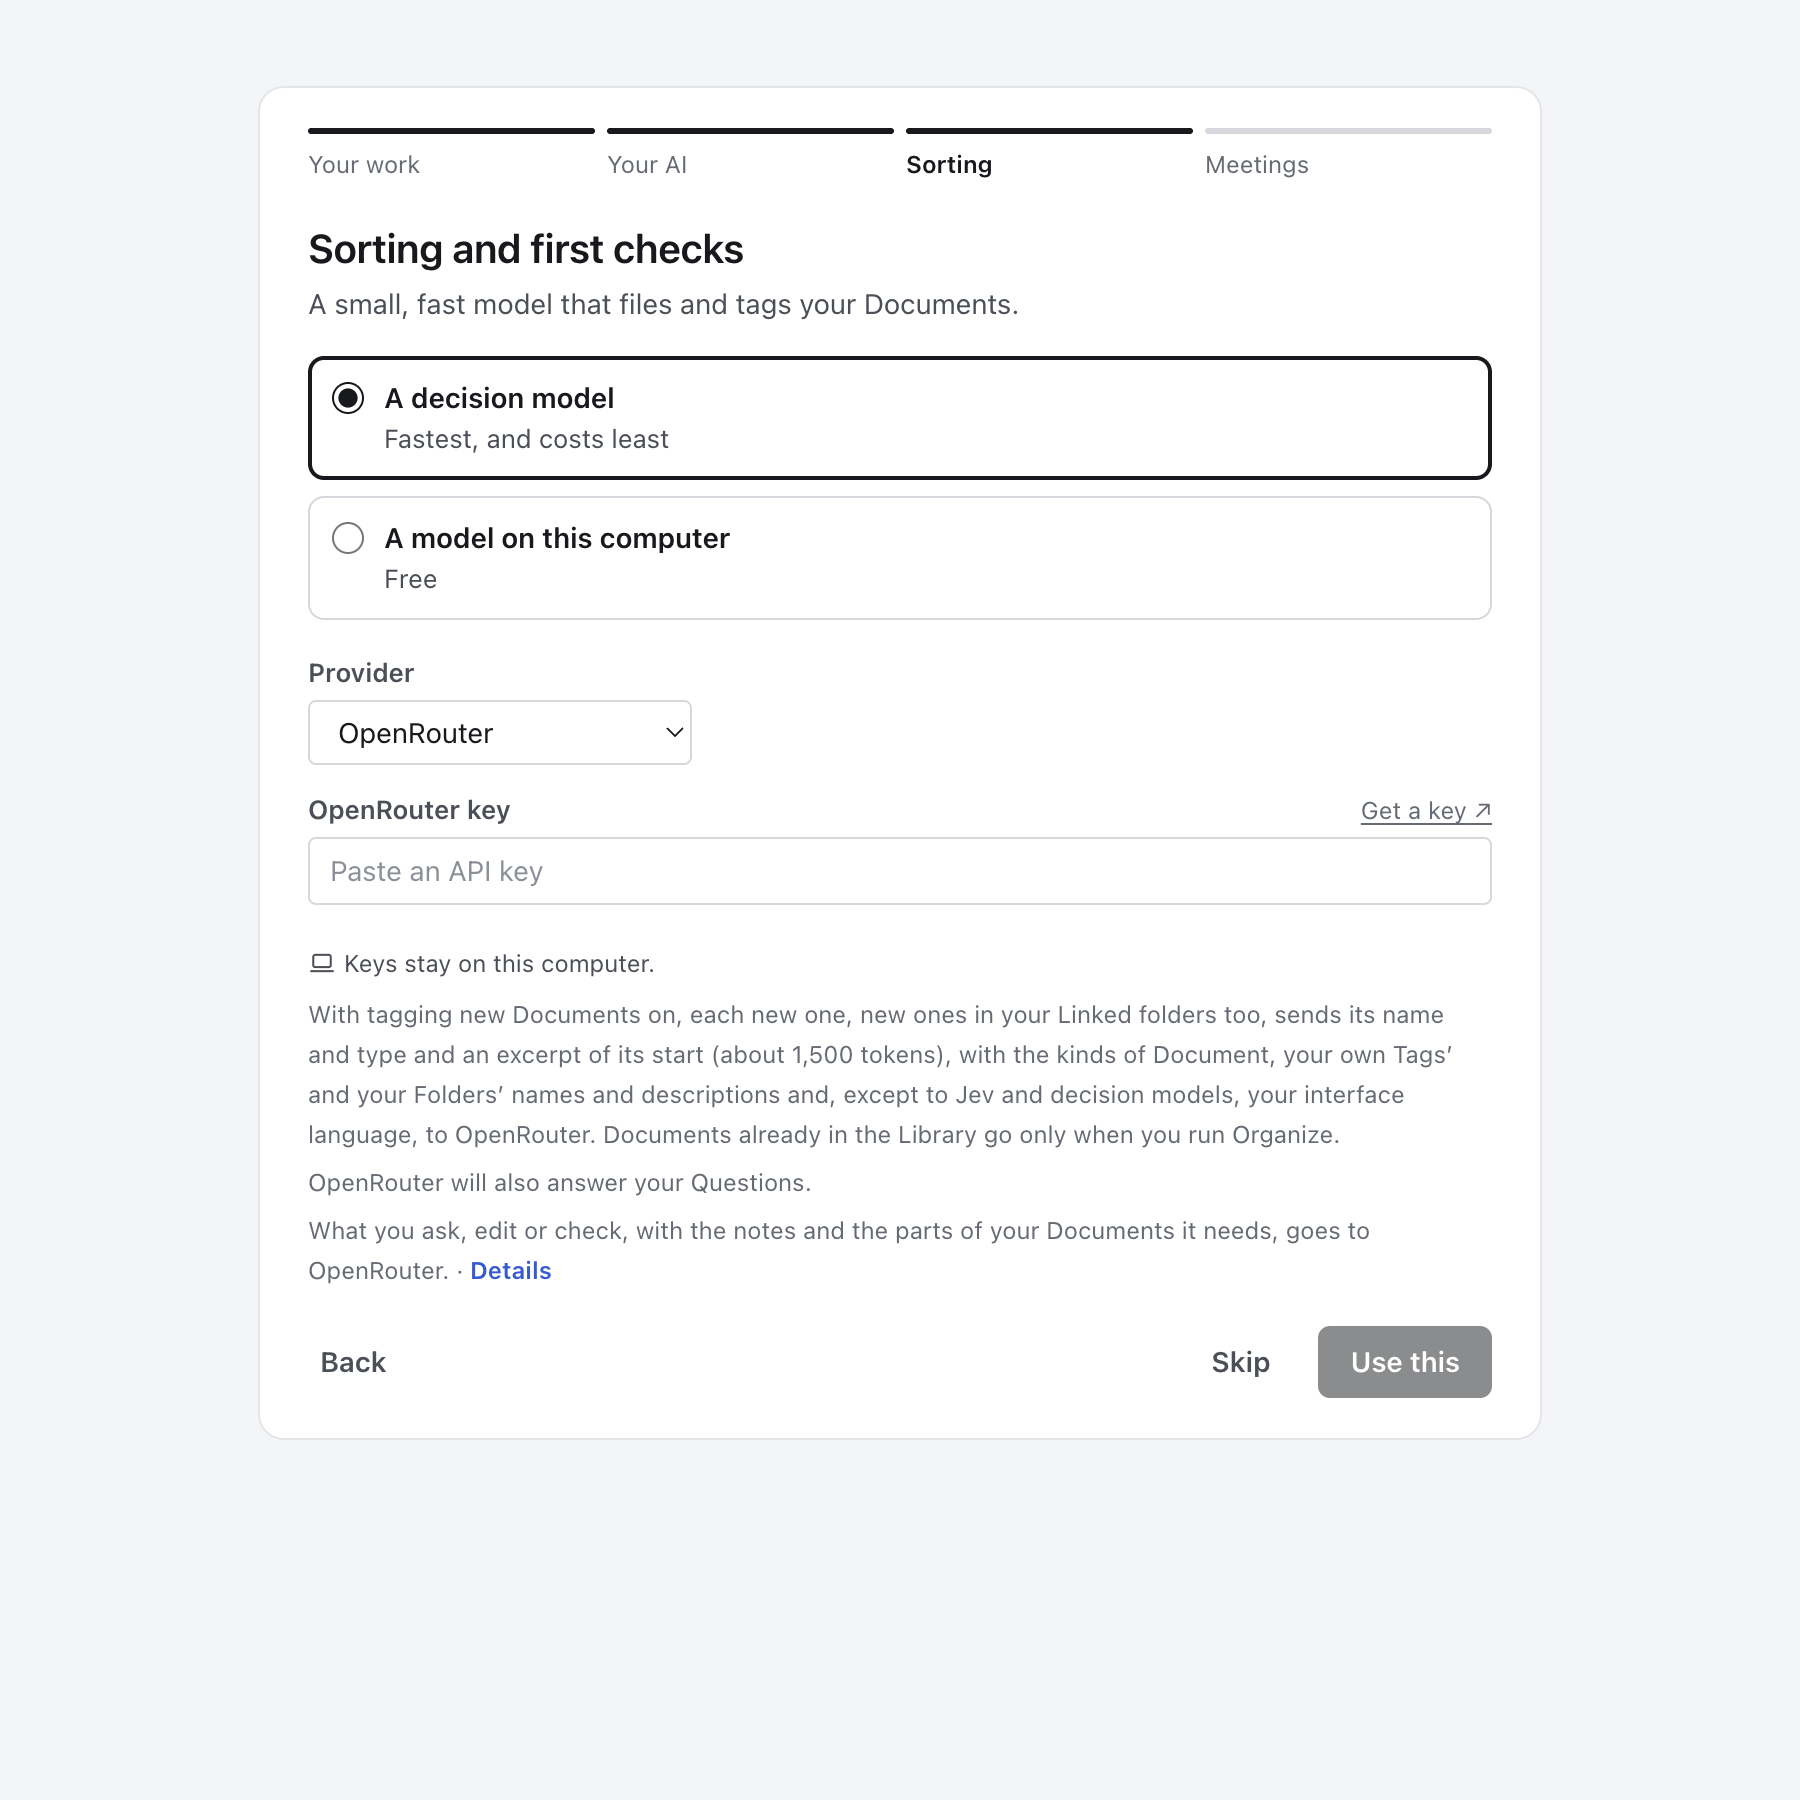 Your work
Your AI
Sorting
Meetings
Sorting and first checks
A small, fast model that files and tags your Documents.
A decision model
Fastest, and costs least
A model on this computer
Free
Provider
OpenRouter
OpenRouter key
Get a key ↗
Paste an API key
Keys stay on this computer.
With tagging new Documents on, each new one, new ones in your Linked folders too, sends its name
and type and an excerpt of its start (about 1,500 tokens), with the kinds of Document, your own Tags’
and your Folders’ names and descriptions and, except to Jev and decision models, your interface
language, to OpenRouter. Documents already in the Library go only when you run Organize.
OpenRouter will also answer your Questions.
What you ask, edit or check, with the notes and the parts of your Documents it needs, goes to
OpenRouter. · Details
Back
Skip
Use this